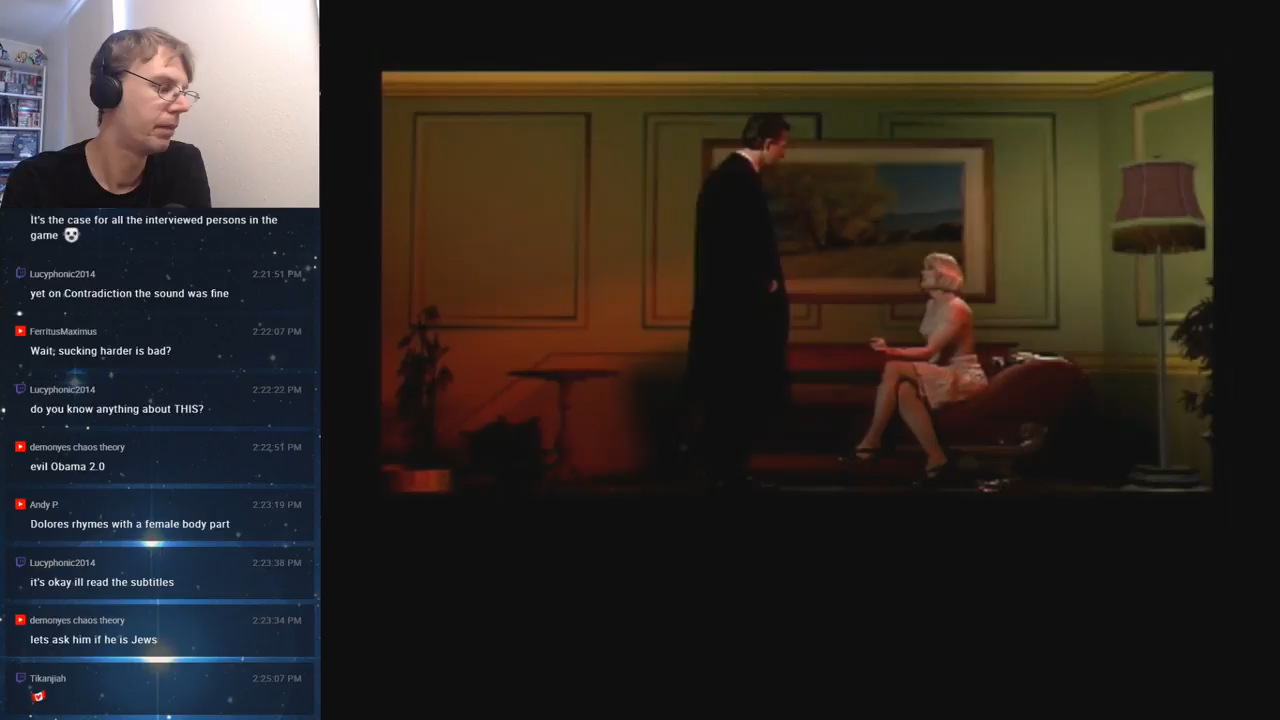 It's the case for all the interviewed persons in the
game
Lucyphonic2014 2:21:51 PM
yet on Contradiction the sound was fine
FerritusMaximus 2:22:07 PM
Wait; sucking harder is bad?
Lucyphonic2014 2:22:22 PM
do you know anything about THIS?
demonyes chaos theory 2:22:51 PM
evil Obama 2.0
Andy P. 2:23:19 PM
Dolores rhymes with a female body part
Lucyphonic2014 2:23:38 PM
it's okay ill read the subtitles
demonyes chaos theory 2:23:34 PM
lets ask him if he is Jews
Tikanjiah 2:25:07 PM